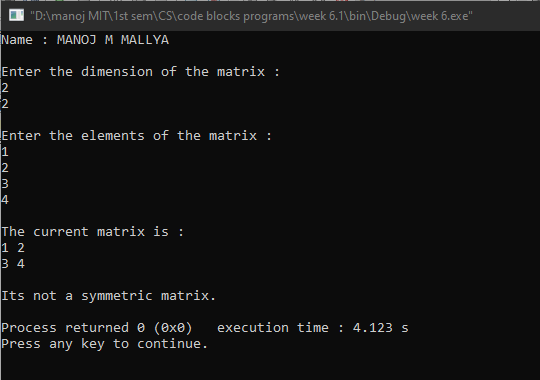 "D:\manoj MIT\1st sem\CS\code blocks programs\week 6.1\bin\Debug\week 6.exe"
Name : MANOJ M MALLYA
Enter the dimension of the matrix :
2
2
Enter the elements of the matrix :
1
2
3
4
The current matrix is :
1 2
3 4
Its not a symmetric matrix.
Process returned 0 (0x0)   execution time : 4.123 s
Press any key to continue.